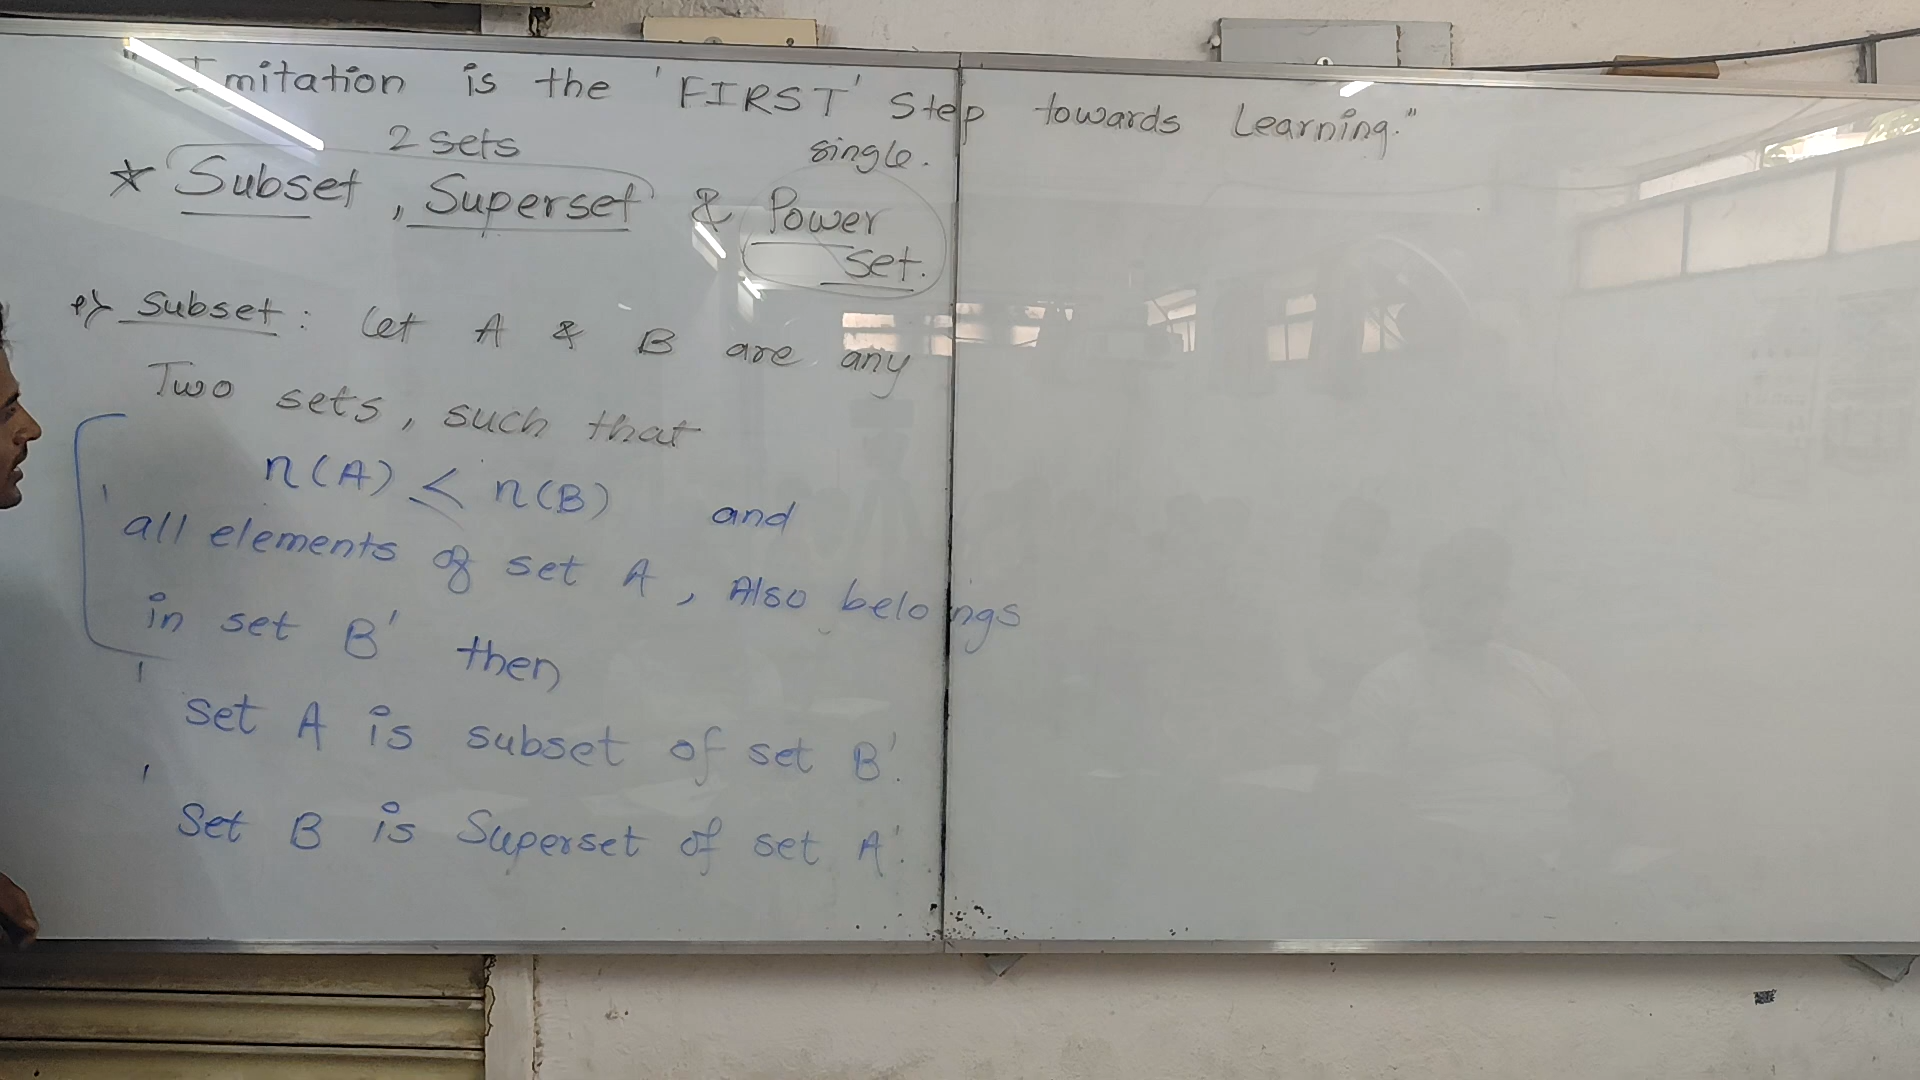 "Imitation is the 'FIRST' Step towards Learning."
2 sets single.
* Subset, Superset & Power
set.
Subset: Let A & B are any
Two sets, such that
n(A) < n(B) and
'all elements of set A, Also belongs
in set B' then
'set A is subset of set B'.
'Set B is Superset of set A'.